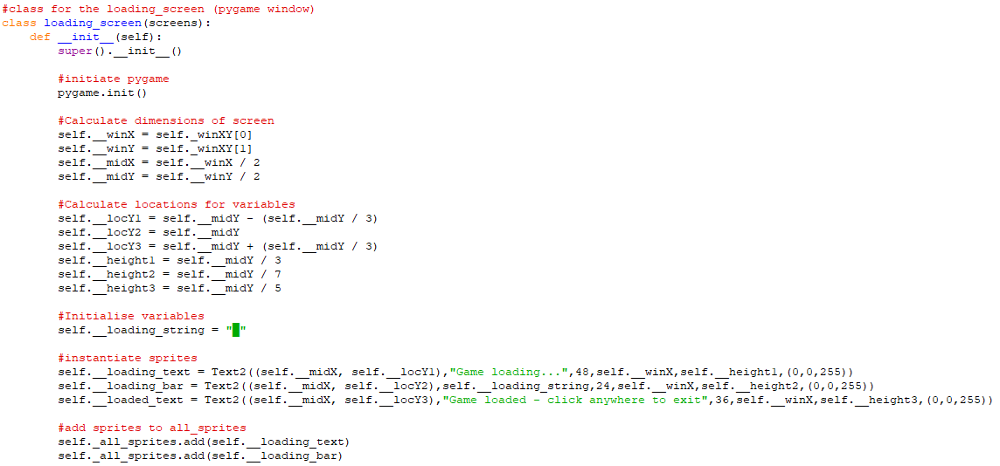 #class for the loading_screen (pygame window)
class loading_screen(screens):
    def __init__(self):
        super().__init__()

        #initiate pygame
        pygame.init()

        #Calculate dimensions of screen
        self.__winX = self._winXY[0]
        self.__winY = self._winXY[1]
        self.__midX = self.__winX / 2
        self.__midY = self.__winY / 2

        #Calculate locations for variables
        self.__locY1 = self.__midY - (self.__midY / 3)
        self.__locY2 = self.__midY
        self.__locY3 = self.__midY + (self.__midY / 3)
        self.__height1 = self.__midY / 3
        self.__height2 = self.__midY / 7
        self.__height3 = self.__midY / 5

        #Initialise variables
        self.__loading_string = "█"

        #instantiate sprites
        self.__loading_text = Text2((self.__midX, self.__locY1),"Game loading...",48,self.__winX,self.__height1,(0,0,255))
        self.__loading_bar = Text2((self.__midX, self.__locY2),self.__loading_string,24,self.__winX,self.__height2,(0,0,255))
        self.__loaded_text = Text2((self.__midX, self.__locY3),"Game loaded - click anywhere to exit",36,self.__winX,self.__height3,(0,0,255))

        #add sprites to all_sprites
        self._all_sprites.add(self.__loading_text)
        self._all_sprites.add(self.__loading_bar)